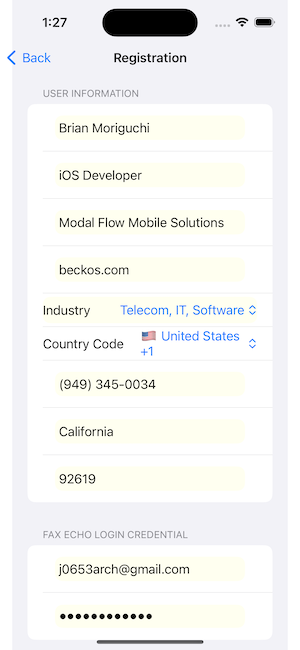 1:27
Back
Registration
USER INFORMATION
Brian Moriguchi
iOS Developer
Modal Flow Mobile Solutions
beckos.com
Industry Telecom, IT, Software
Country Code 🇺🇸 United States
+1
(949) 345-0034
California
92619
FAX ECHO LOGIN CREDENTIAL
j0653arch@gmail.com
●●●●●●●●●●●●